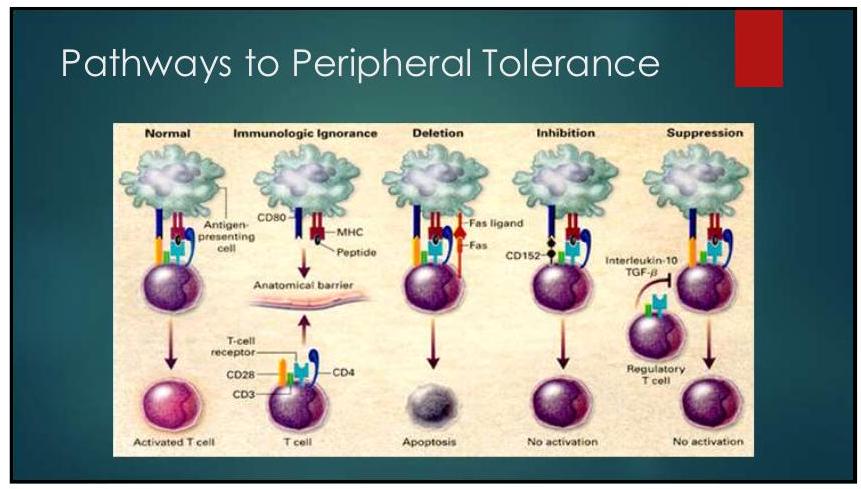 Pathways to Peripheral Tolerance
Normal
Immunologic Ignorance
Deletion
Inhibition
Suppression
Antigen-
presenting
cell
CD80
MHC
Peptide
Anatomical barrier
T-cell
receptor
CD28
CD4
CD3
Fas ligand
Fas
CD152
Interleukin-10
TGF-β
Regulatory
T cell
Activated T cell
T cell
Apoptosis
No activation
No activation